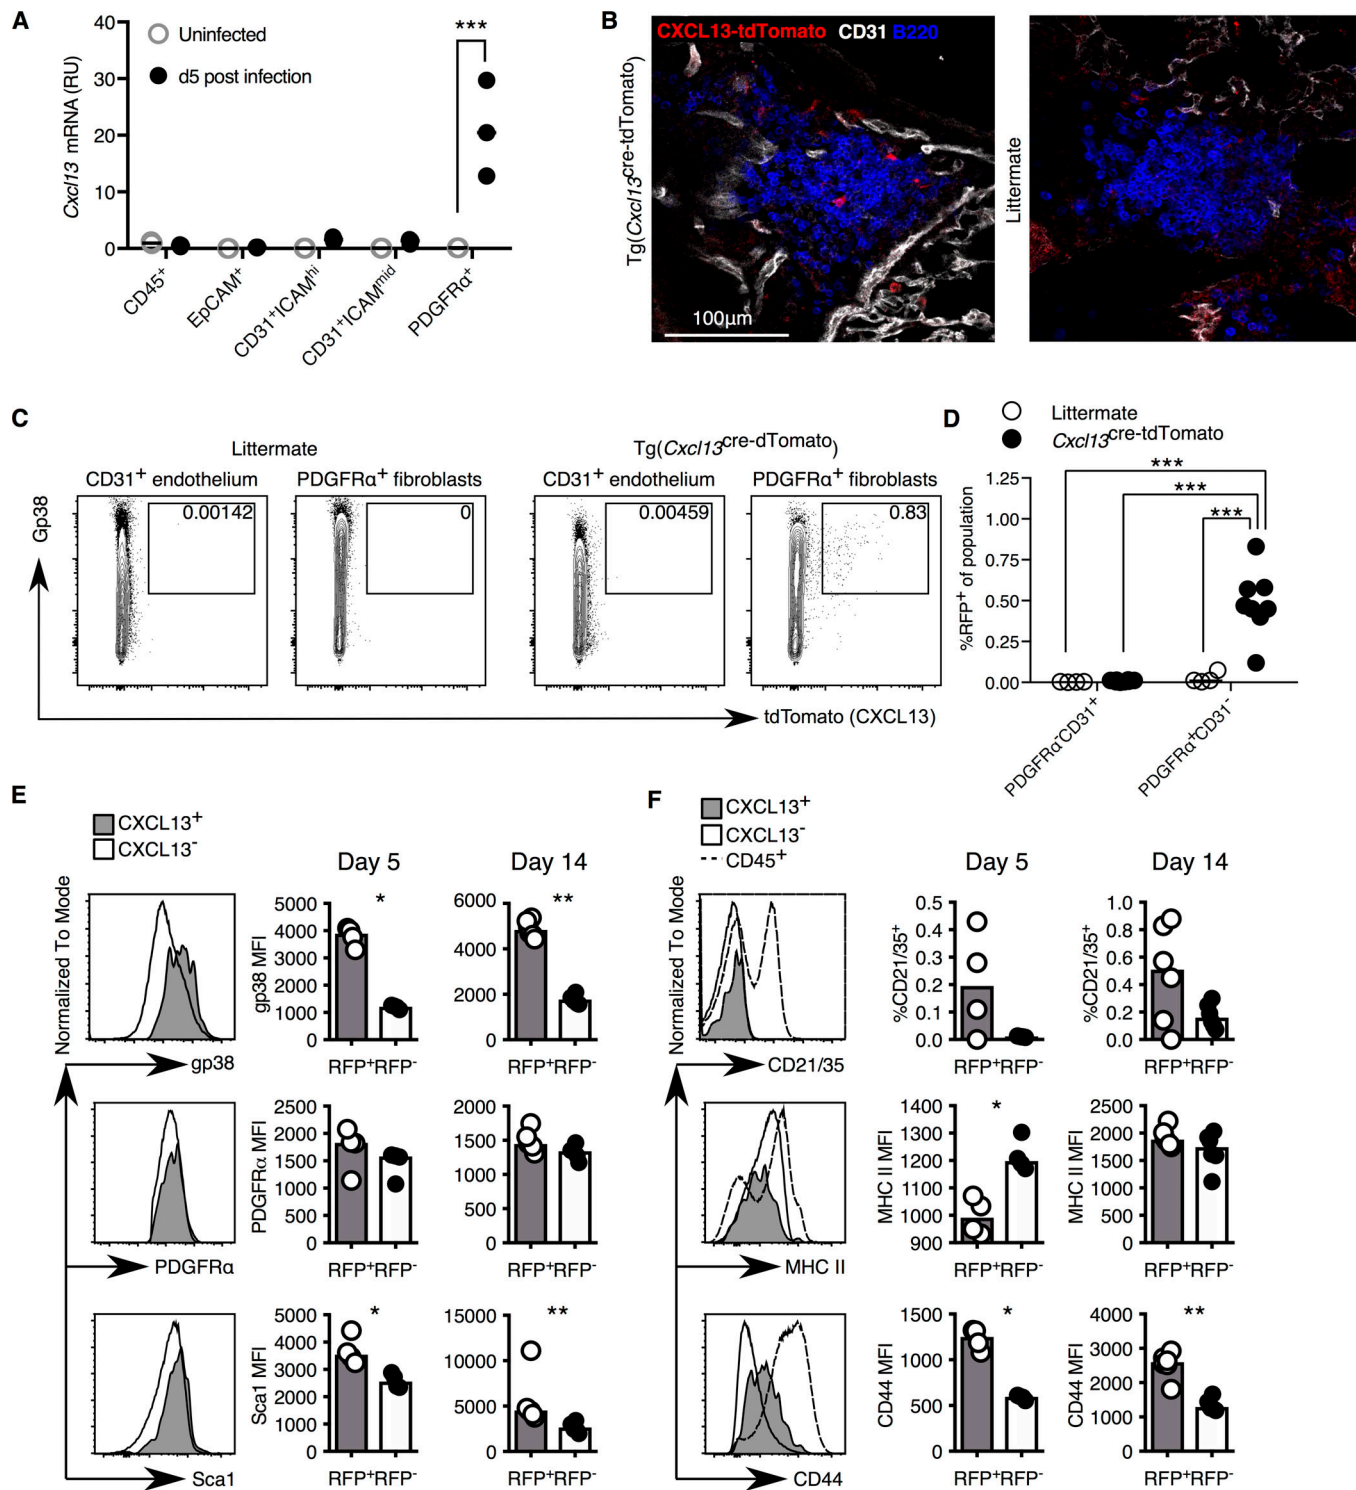 A
Cxcl13 mRNA (RU)
40
30
20
10
0
Uninfected
d5 post infection
***
CD45+
EpCAM+
CD31+ICAMhi
CD31+ICAMmid
PDGFRα+
B
Tg(Cxcl13cre-tdTomato)
CXCL13-tdTomato CD31 B220
100µm
Littermate
C
Littermate
Tg(Cxcl13cre-dTomato)
CD31+ endothelium
PDGFRα+ fibroblasts
CD31+ endothelium
PDGFRα+ fibroblasts
Gp38
0.00142
0
0.00459
0.83
tdTomato (CXCL13)
D
Littermate
Cxcl13cre-tdTomato
***
***
***
%RFP+ of population
1.25
1.00
0.75
0.50
0.25
0.00
PDGFRα-CD31+
PDGFRα+CD31-
E
CXCL13+
CXCL13-
Day 5
Day 14
Normalized To Mode
gp38
gp38 MFI
5000
4000
3000
2000
1000
0
*
RFP+RFP-
6000
4000
2000
0
**
RFP+RFP-
PDGFRα
PDGFRα MFI
2500
2000
1500
1000
500
0
RFP+RFP-
2000
1500
1000
500
0
RFP+RFP-
Sca1
Sca1 MFI
5000
4000
3000
2000
1000
0
*
RFP+RFP-
15000
10000
5000
0
**
RFP+RFP-
F
CXCL13+
CXCL13-
CD45+
Day 5
Day 14
Normalized To Mode
CD21/35
%CD21/35+
0.5
0.4
0.3
0.2
0.1
0.0
RFP+RFP-
%CD21/35+
1.0
0.8
0.6
0.4
0.2
0.0
RFP+RFP-
MHC II
MHC II MFI
1400
1300
1200
1100
1000
900
*
RFP+RFP-
MHC II MFI
2500
2000
1500
1000
500
0
RFP+RFP-
CD44
CD44 MFI
1500
1000
500
0
*
RFP+RFP-
CD44 MFI
4000
3000
2000
1000
0
**
RFP+RFP-